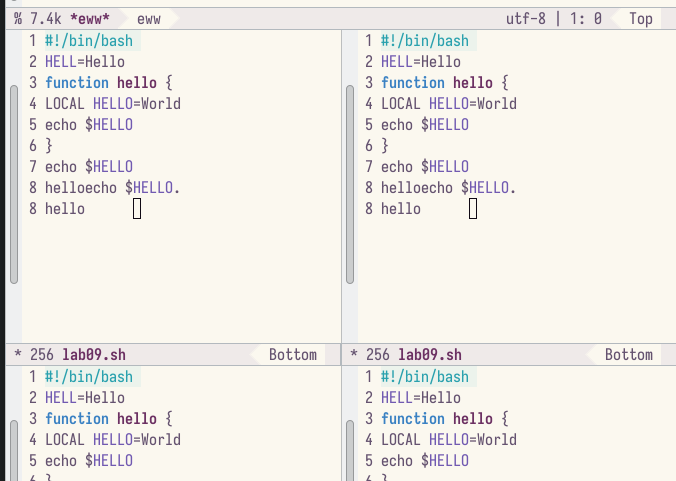 % 7.4k *eww* eww utf-8 | 1: 0 Top
1 #!/bin/bash
2 HELL=Hello
3 function hello {
4 LOCAL HELLO=World
5 echo $HELLO
6 }
7 echo $HELLO
8 helloecho $HELLO.
8 hello
* 256 lab09.sh Bottom
1 #!/bin/bash
2 HELL=Hello
3 function hello {
4 LOCAL HELLO=World
5 echo $HELLO
6 }
1 #!/bin/bash
2 HELL=Hello
3 function hello {
4 LOCAL HELLO=World
5 echo $HELLO
6 }
7 echo $HELLO
8 helloecho $HELLO.
8 hello
* 256 lab09.sh Bottom
1 #!/bin/bash
2 HELL=Hello
3 function hello {
4 LOCAL HELLO=World
5 echo $HELLO
6 }